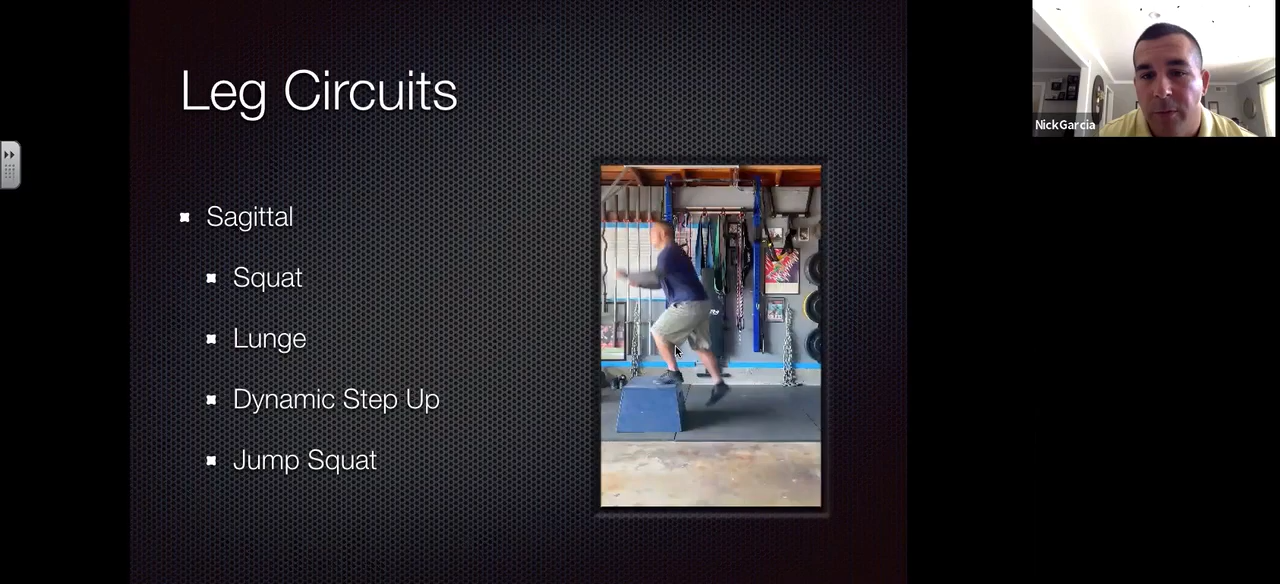 Leg Circuits
Sagittal
Squat
Lunge
Dynamic Step Up
Jump Squat
NickGarcia